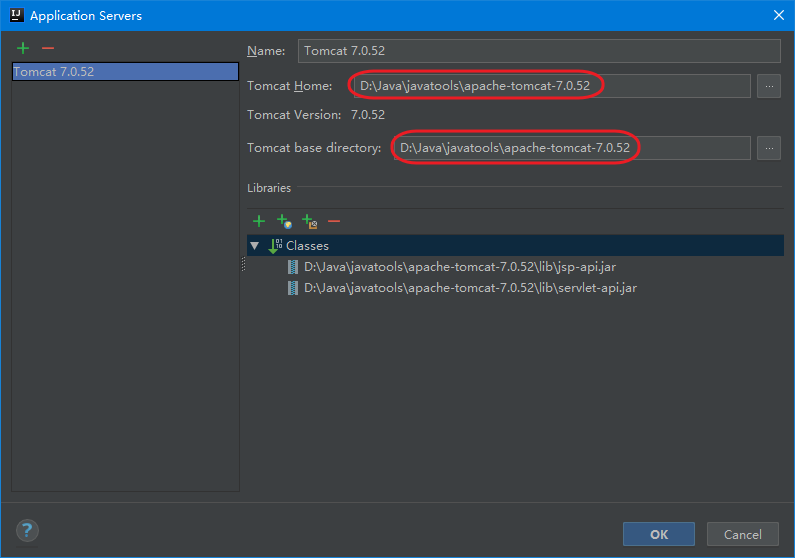 Application Servers
Tomcat 7.0.52
Name: Tomcat 7.0.52
Tomcat Home: D:\Java\javatools\apache-tomcat-7.0.52 ...
Tomcat Version: 7.0.52
Tomcat base directory: D:\Java\javatools\apache-tomcat-7.0.52 ...
Libraries
Classes
D:\Java\javatools\apache-tomcat-7.0.52\lib\jsp-api.jar
D:\Java\javatools\apache-tomcat-7.0.52\lib\servlet-api.jar
? OK Cancel